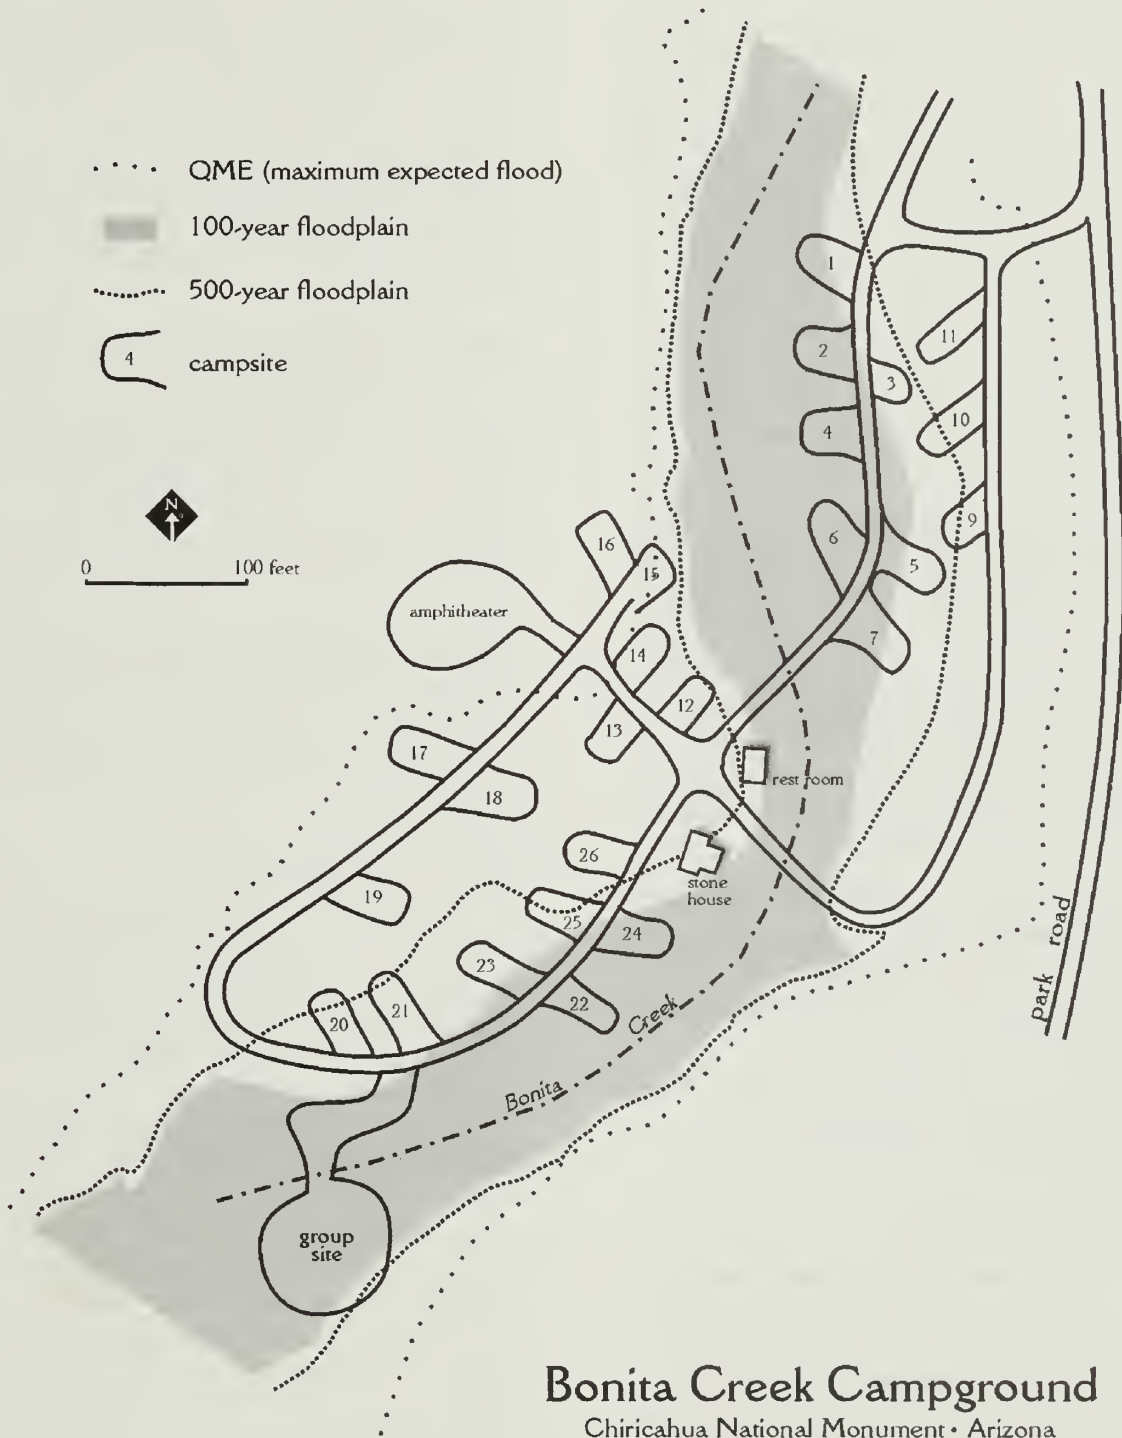 QME (maximum expected flood)
100-year floodplain
500-year floodplain
4
campsite
N
0
100 feet
1
2
3
4
11
10
9
6
5
7
16
15
14
12
13
amphitheater
17
18
rest room
26
stone
house
19
25
24
23
22
20
21
Creek
Bonita
park road
group
site
Bonita Creek Campground
Chiricahua National Monument • Arizona